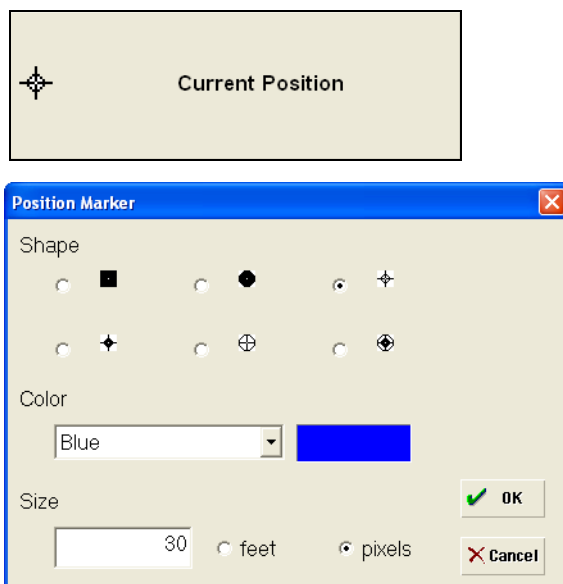 Current Position
Position Marker
Shape
Color
Blue
Size
30 feet pixels
OK
Cancel